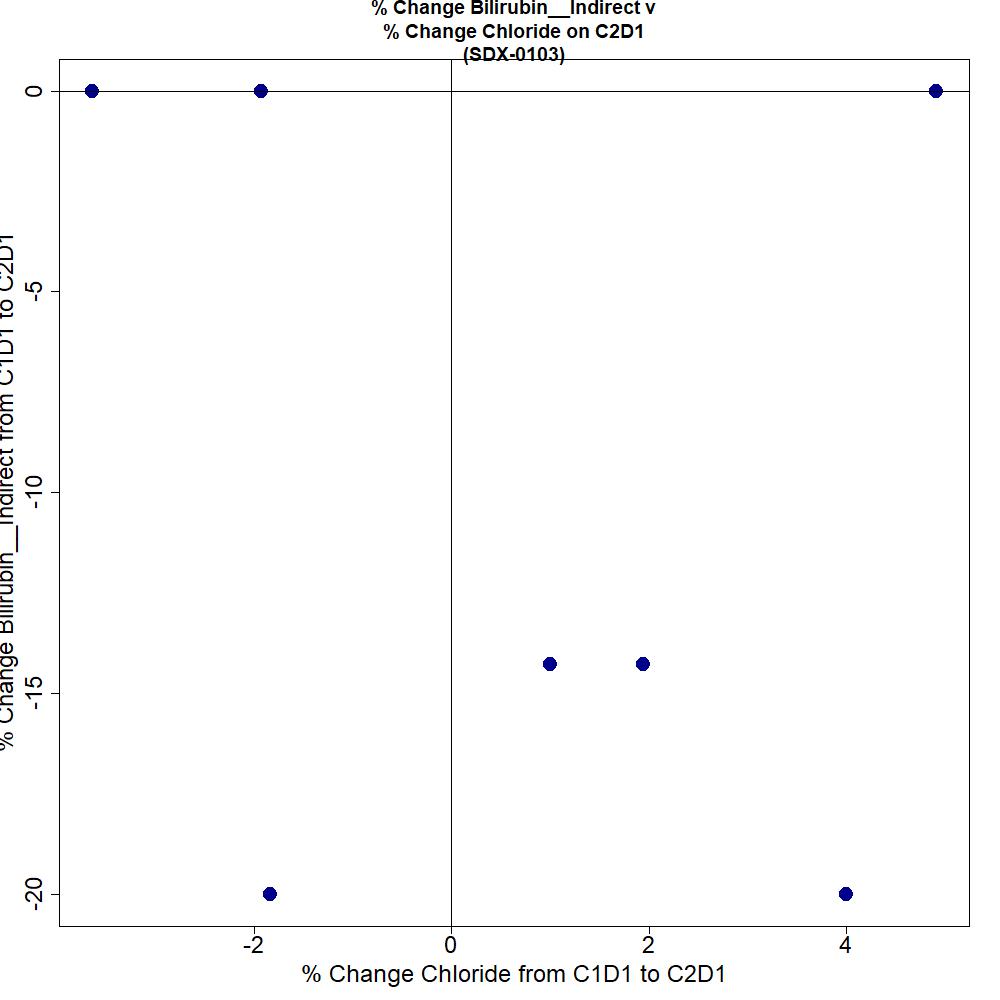 % Change Bilirubin__Indirect v
% Change Chloride on C2D1
(SDX-0103)
% Change Bilirubin__Indirect from C1D1 to C2D1
0
-5
-10
-15
-20
-2
0
2
4
% Change Chloride from C1D1 to C2D1